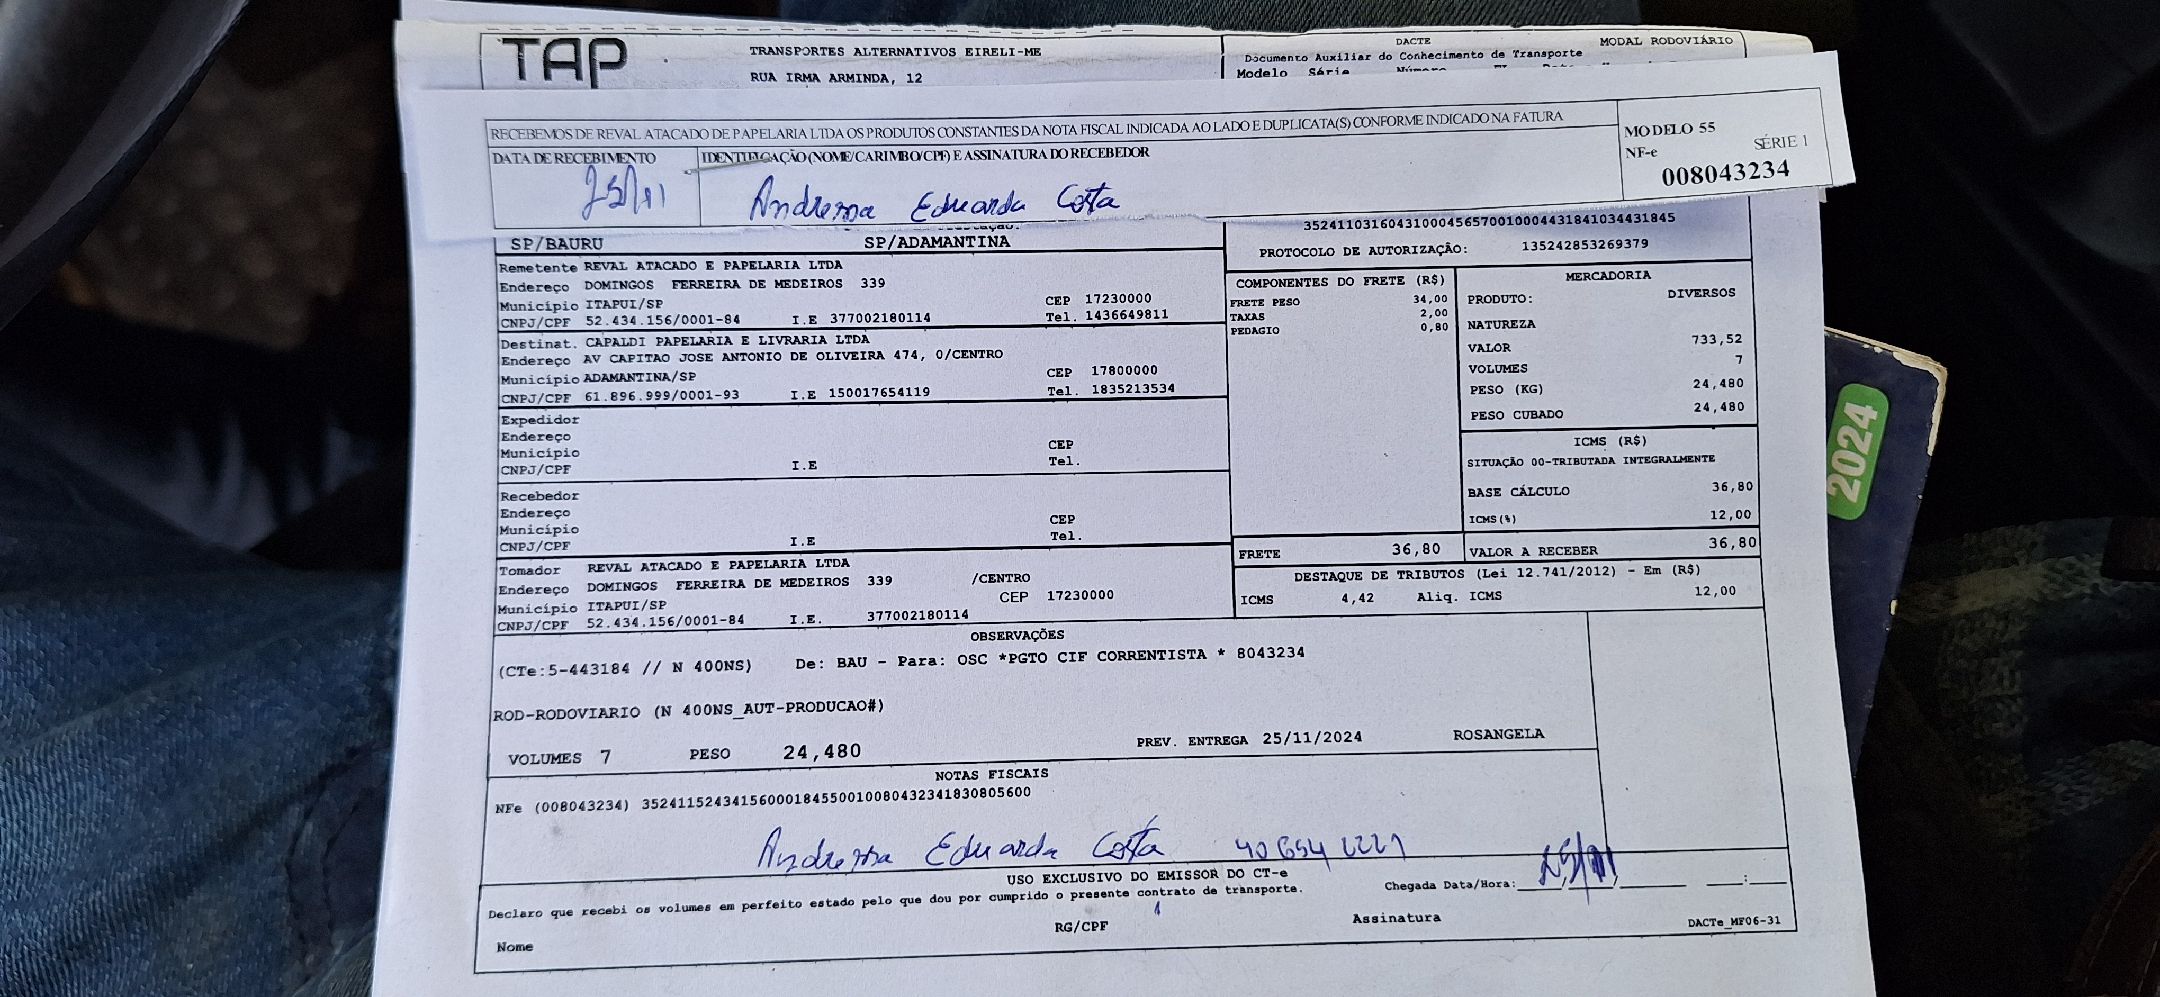 TAP
TRANSPORTES ALTERNATIVOS EIRELI-ME
RUA IRMA ARMINDA, 12
DACTE MODAL RODOVIÁRIO
Documento Auxiliar do Conhecimento de Transporte
Modelo Série Número
RECEBEMOS DE REVAL ATACADO DE PAPELARIA LTDA OS PRODUTOS CONSTANTES DA NOTA FISCAL INDICADA AO LADO E DUPLICATA(S) CONFORME INDICADO NA FATURA
DATA DE RECEBIMENTO
25/11
IDENTIFICAÇÃO (NOME/CARIMBO/CPF) E ASSINATURA DO RECEBEDOR
Andressa Eduarda Costa
MODELO 55
NF-e SÉRIE 1
008043234
SP/BAURU SP/ADAMANTINA
35241103160431000456570010004431841034431845
PROTOCOLO DE AUTORIZAÇÃO: 135242853269379
Remetente REVAL ATACADO E PAPELARIA LTDA
Endereço DOMINGOS FERREIRA DE MEDEIROS 339
Município ITAPUI/SP CEP 17230000
CNPJ/CPF 52.434.156/0001-84 I.E 377002180114 Tel. 1436649811
Destinat. CAPALDI PAPELARIA E LIVRARIA LTDA
Endereço AV CAPITAO JOSE ANTONIO DE OLIVEIRA 474, 0/CENTRO
Município ADAMANTINA/SP CEP 17800000
CNPJ/CPF 61.896.999/0001-93 I.E 150017654119 Tel. 1835213534
Expedidor
Endereço
Município CEP
CNPJ/CPF I.E Tel.
Recebedor
Endereço
Município CEP
CNPJ/CPF I.E Tel.
Tomador REVAL ATACADO E PAPELARIA LTDA
Endereço DOMINGOS FERREIRA DE MEDEIROS 339 /CENTRO
Município ITAPUI/SP CEP 17230000
CNPJ/CPF 52.434.156/0001-84 I.E. 377002180114
COMPONENTES DO FRETE (R$)
FRETE PESO 34,00
TAXAS 2,00
PEDAGIO 0,80
FRETE 36,80
MERCADORIA
PRODUTO: DIVERSOS
NATUREZA
VALOR 733,52
VOLUMES 7
PESO (KG) 24,480
PESO CUBADO 24,480
ICMS (R$)
SITUAÇÃO 00-TRIBUTADA INTEGRALMENTE
BASE CÁLCULO 36,80
ICMS(%) 12,00
VALOR A RECEBER 36,80
DESTAQUE DE TRIBUTOS (Lei 12.741/2012) - Em (R$)
ICMS 4,42 Aliq. ICMS 12,00
OBSERVAÇÕES
(CTe:5-443184 // N 400NS) De: BAU - Para: OSC *PGTO CIF CORRENTISTA * 8043234
ROD-RODOVIARIO (N 400NS_AUT-PRODUCAO#)
VOLUMES 7 PESO 24,480 PREV. ENTREGA 25/11/2024 ROSANGELA
NOTAS FISCAIS
NFe (008043234) 35241152434156000184550010080432341830805600
Andressa Eduarda Costa
25/11
USO EXCLUSIVO DO EMISSOR DO CT-e
Declaro que recebi os volumes em perfeito estado pelo que dou por cumprido o presente contrato de transporte.
Chegada Data/Hora:
Nome RG/CPF Assinatura
DACTe_MF06-31
2024